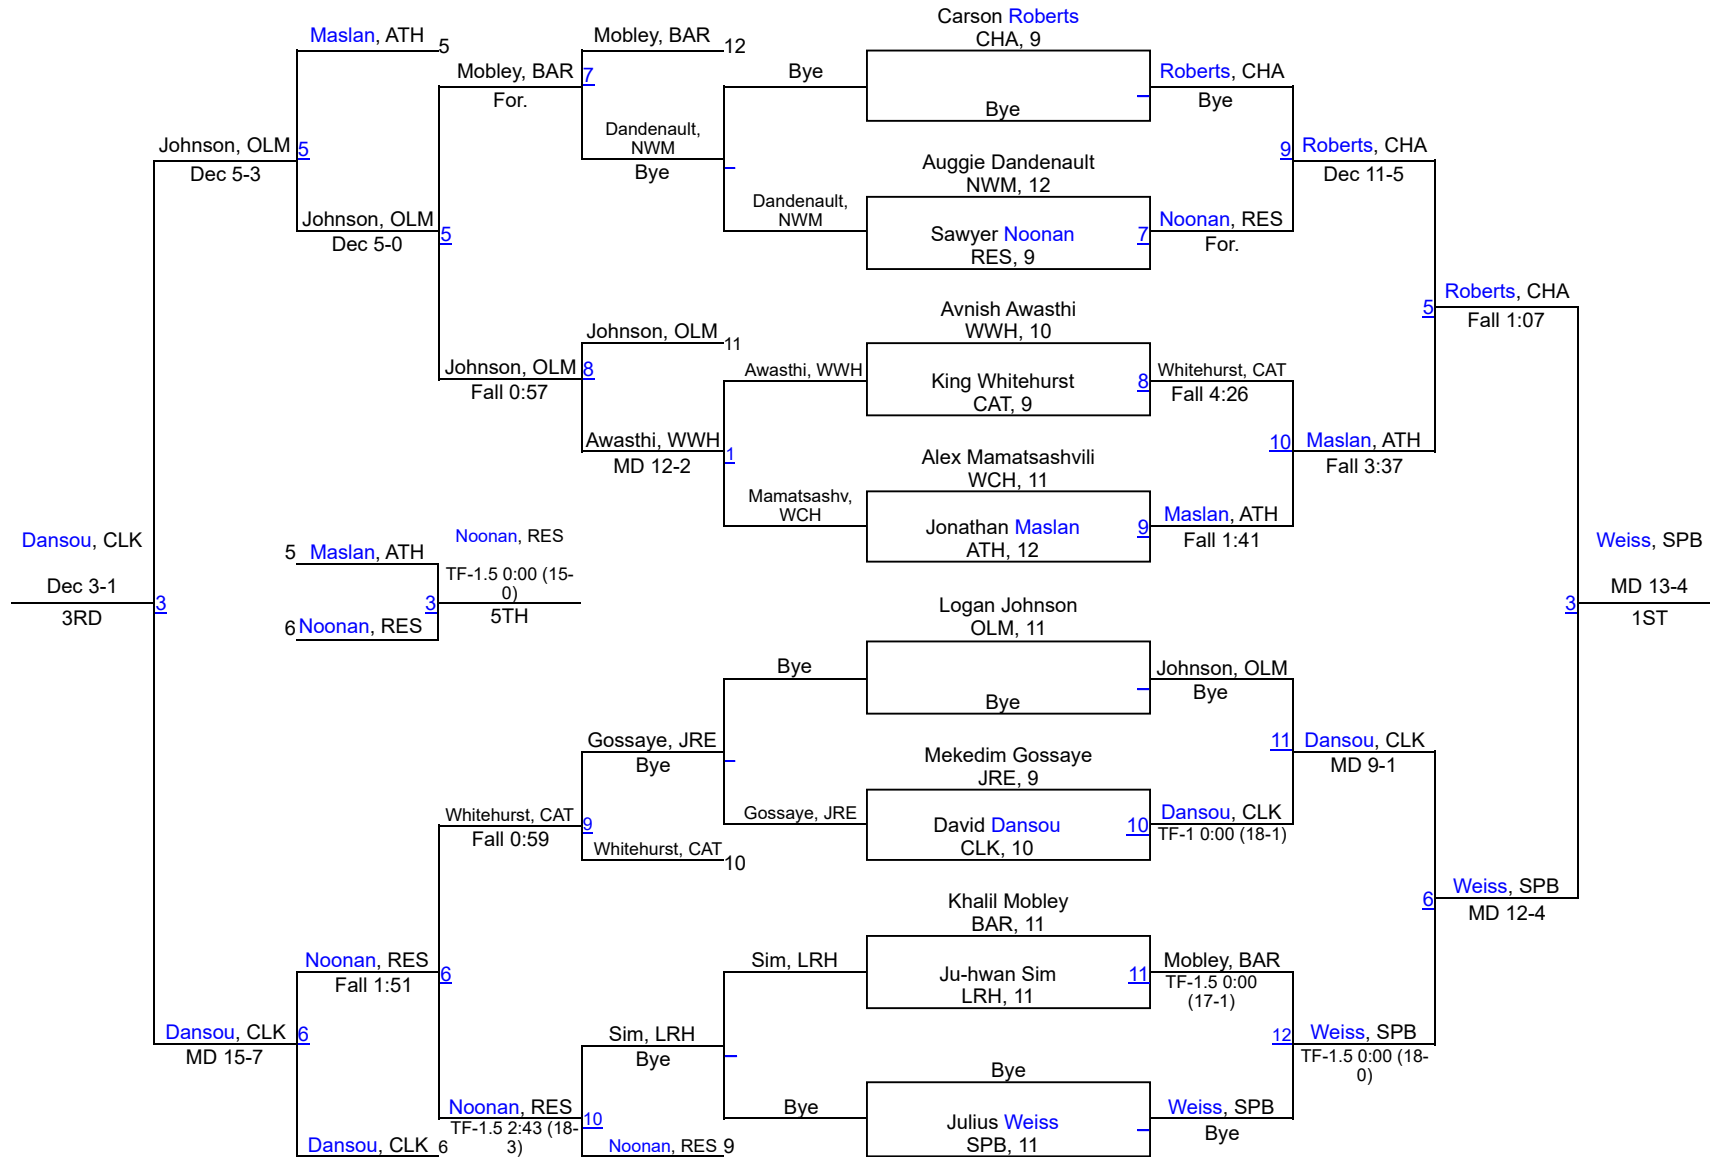 Carson Roberts
CHA, 9
Maslan, ATH
5
Mobley, BAR
12
Mobley, BAR
7
For.
Bye
Roberts, CHA
Bye
Bye
Dandenault,
NWM
Bye
Johnson, OLM
5
Dec 5-3
9
Roberts, CHA
Dec 11-5
Auggie Dandenault
NWM, 12
Dandenault,
NWM
Johnson, OLM
Dec 5-0
5
Sawyer Noonan
RES, 9
7
Noonan, RES
For.
Roberts, CHA
5
Fall 1:07
Avnish Awasthi
WWH, 10
Johnson, OLM
11
Johnson, OLM
8
Fall 0:57
Awasthi, WWH
King Whitehurst
CAT, 9
8
Whitehurst, CAT
Fall 4:26
Awasthi, WWH
1
MD 12-2
10
Maslan, ATH
Fall 3:37
Alex Mamatsashvili
WCH, 11
Mamatsashv,
WCH
Jonathan Maslan
ATH, 12
9
Maslan, ATH
Fall 1:41
Dansou, CLK
Dec 3-1
3
3RD
5
Maslan, ATH
Noonan, RES
TF-1.5 0:00 (15-
0)
3
5TH
6
Noonan, RES
Weiss, SPB
MD 13-4
3
1ST
Logan Johnson
OLM, 11
Bye
Bye
Johnson, OLM
Bye
Gossaye, JRE
Bye
11
Dansou, CLK
MD 9-1
Mekedim Gossaye
JRE, 9
Gossaye, JRE
David Dansou
CLK, 10
10
Dansou, CLK
TF-1 0:00 (18-1)
Whitehurst, CAT
9
Fall 0:59
Whitehurst, CAT
10
Weiss, SPB
6
MD 12-4
Khalil Mobley
BAR, 11
Noonan, RES
6
Fall 1:51
Sim, LRH
Ju-hwan Sim
LRH, 11
11
Mobley, BAR
TF-1.5 0:00
(17-1)
Dansou, CLK
6
MD 15-7
Sim, LRH
Bye
12
Weiss, SPB
TF-1.5 0:00 (18-
0)
Bye
Bye
Julius Weiss
SPB, 11
Weiss, SPB
Bye
Noonan, RES
10
TF-1.5 2:43 (18-
3)
Dansou, CLK
6
Noonan, RES
9